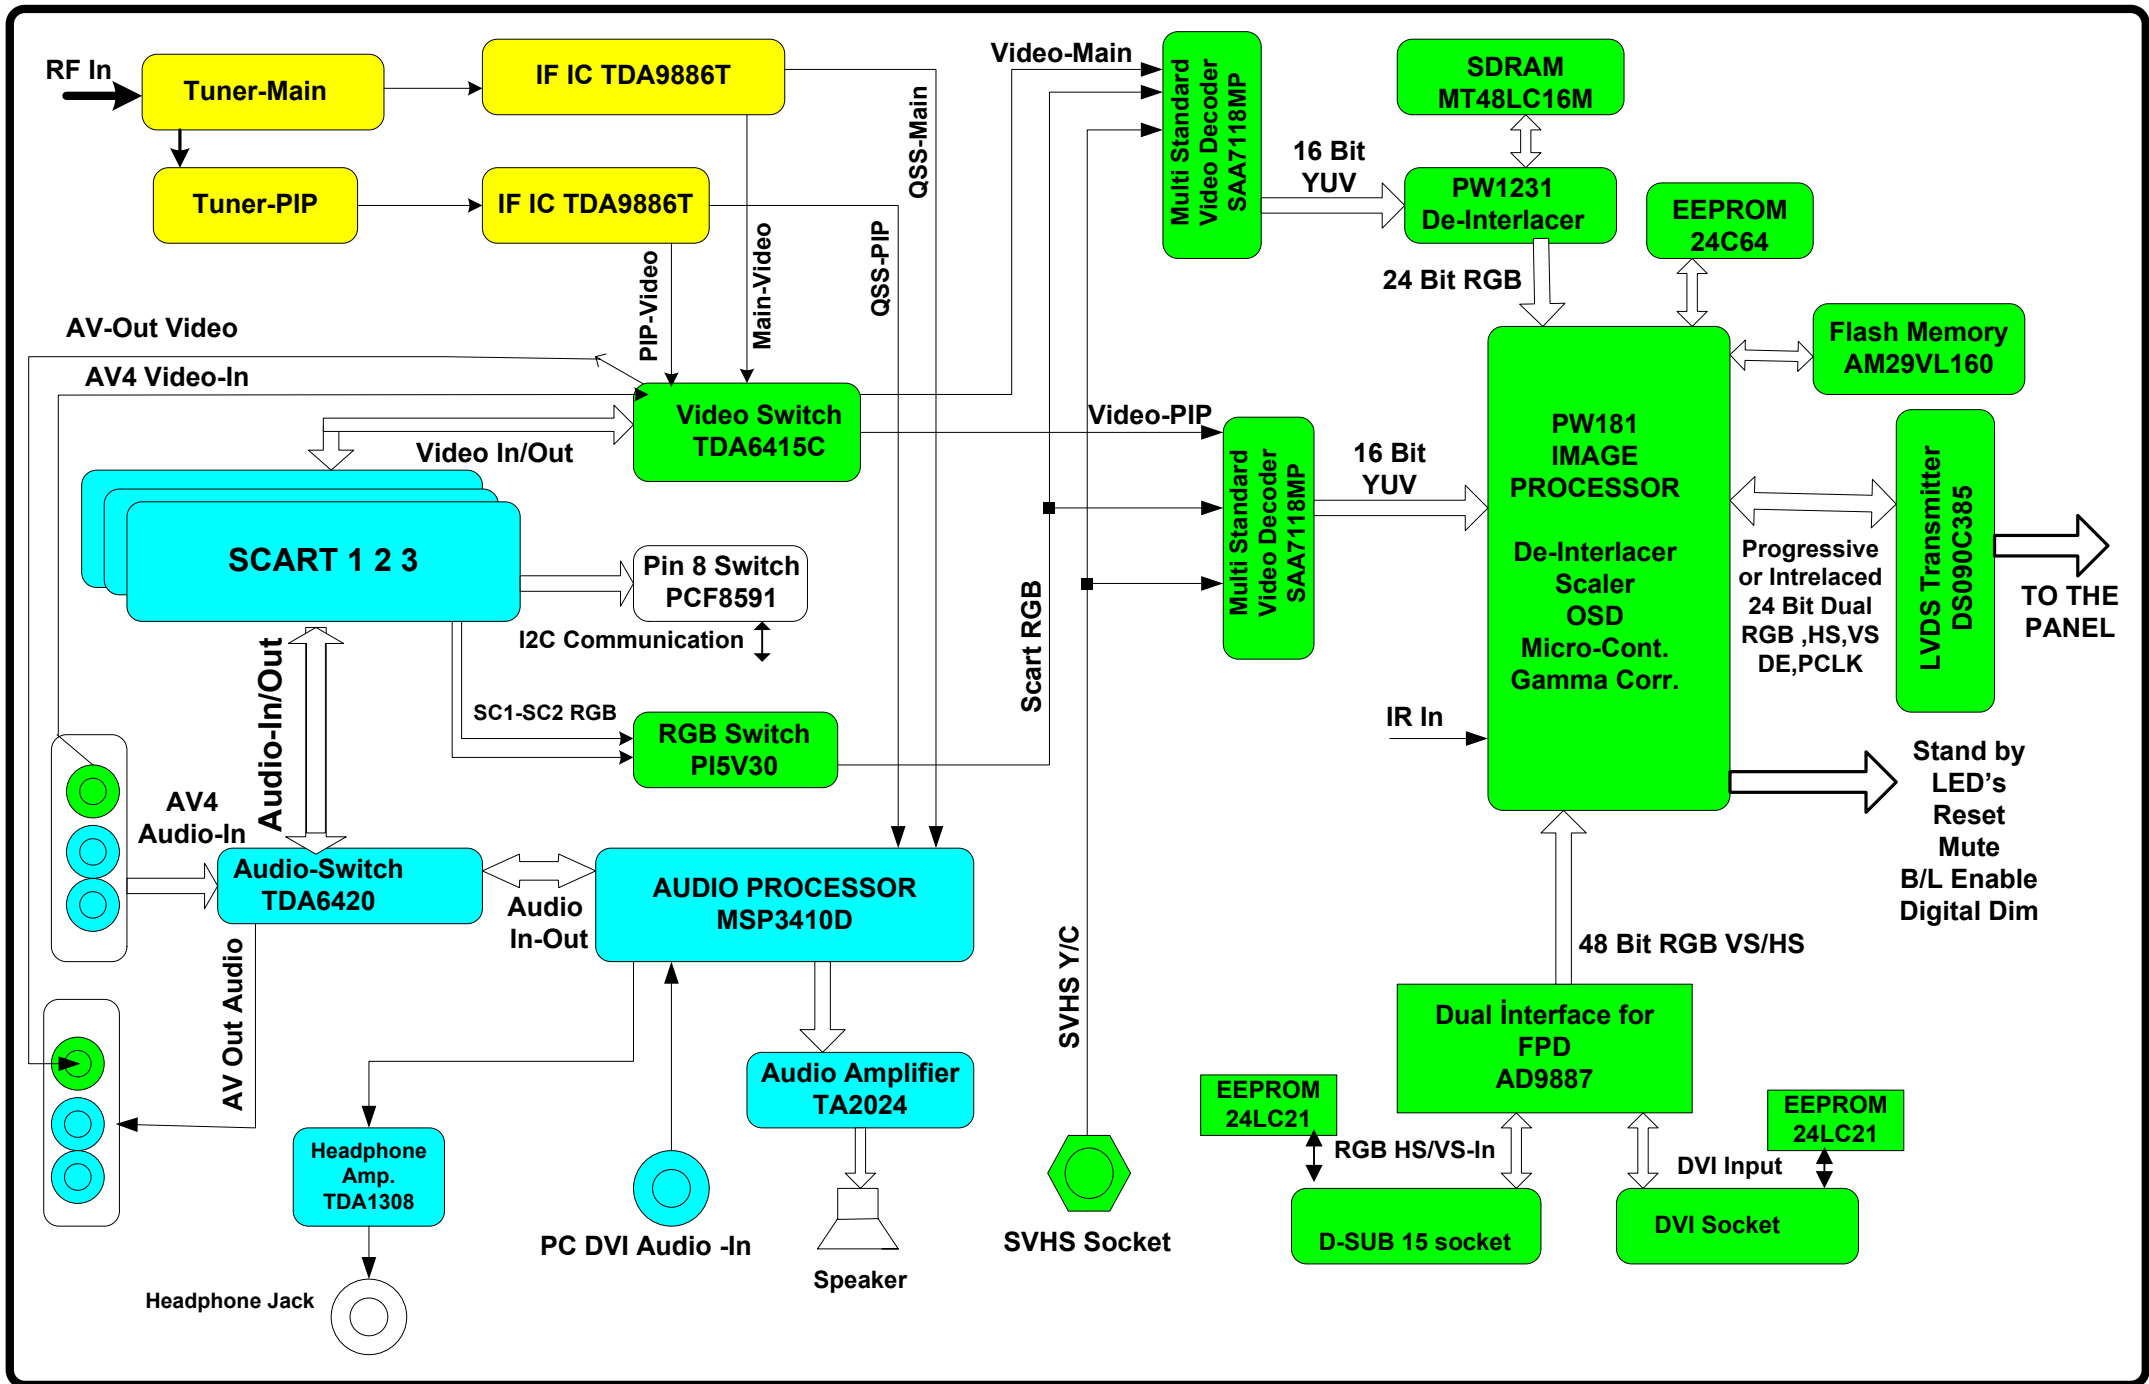 RF In
Tuner-Main
IF IC TDA9886T
Tuner-PIP
IF IC TDA9886T
QSS-Main
QSS-PIP
Main-Video
PIP-Video
AV-Out Video
AV4 Video-In
Video Switch
TDA6415C
Video In/Out
SCART 1 2 3
Pin 8 Switch
PCF8591
I2C Communication
SC1-SC2 RGB
RGB Switch
PI5V30
Audio-In/Out
AV4
Audio-In
Audio-Switch
TDA6420
Audio
In-Out
AUDIO PROCESSOR
MSP3410D
AV Out Audio
Audio Amplifier
TA2024
Headphone
Amp.
TDA1308
PC DVI Audio -In
Speaker
Headphone Jack
Video-Main
Video-PIP
Scart RGB
SVHS Y/C
SVHS Socket
Multi Standard
Video Decoder
SAA7118MP
16 Bit
YUV
SDRAM
MT48LC16M
PW1231
De-Interlacer
24 Bit RGB
EEPROM
24C64
Flash Memory
AM29VL160
Multi Standard
Video Decoder
SAA7118MP
16 Bit
YUV
PW181
IMAGE
PROCESSOR
De-Interlacer
Scaler
OSD
Micro-Cont.
Gamma Corr.
Progressive
or Intrelaced
24 Bit Dual
RGB ,HS,VS
DE,PCLK
LVDS Transmitter
DS090C385
TO THE
PANEL
IR In
Stand by
LED’s
Reset
Mute
B/L Enable
Digital Dim
48 Bit RGB VS/HS
Dual İnterface for
FPD
AD9887
EEPROM
24LC21
RGB HS/VS-In
EEPROM
24LC21
DVI Input
D-SUB 15 socket
DVI Socket